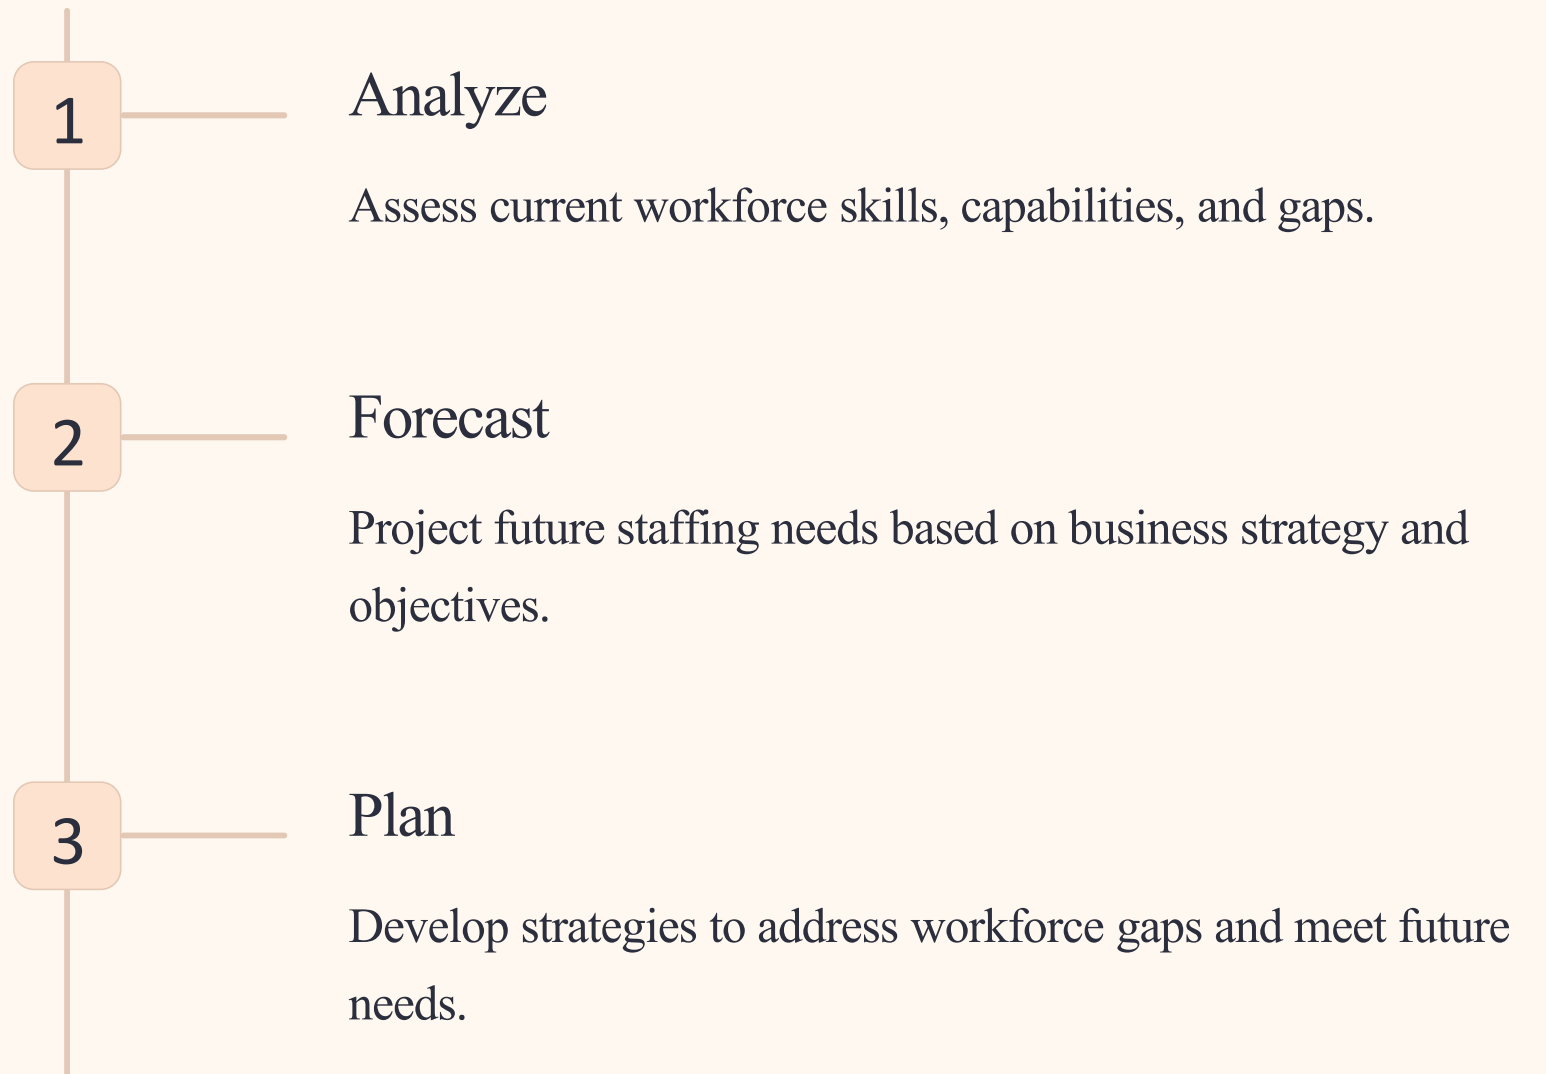 1
Analyze
Assess current workforce skills, capabilities, and gaps.
2
Forecast
Project future staffing needs based on business strategy and
objectives.
3
Plan
Develop strategies to address workforce gaps and meet future
needs.